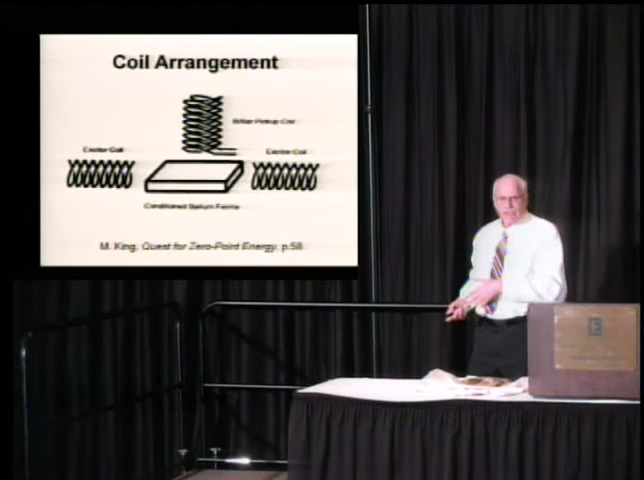 Coil Arrangement
Bifilar Pickup Coil
Exciter Coil
Exciter Coil
Conditioned Barium Ferrite
M. King, Quest for Zero-Point Energy, p.58